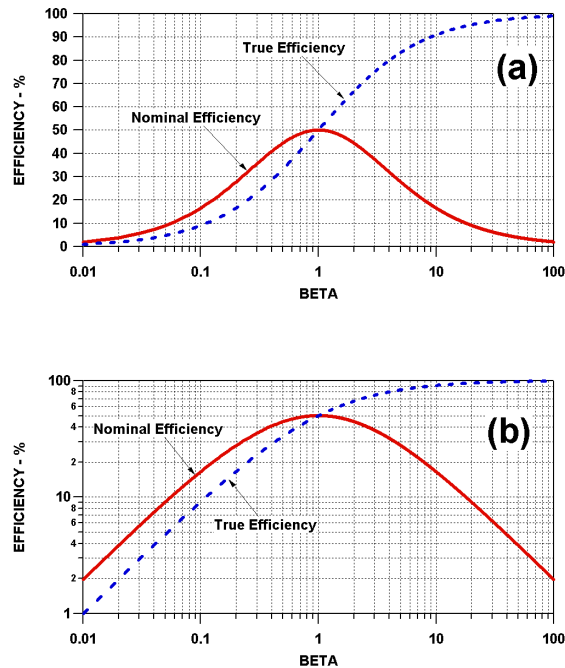 100
90
80
70
60
50
40
30
20
10
0
EFFICIENCY - %
True Efficiency
Nominal Efficiency
(a)
0.01 0.1 1 10 100
BETA
100
8
6
4
2
10
8
6
4
2
1
EFFICIENCY - %
Nominal Efficiency
True Efficiency
(b)
0.01 0.1 1 10 100
BETA